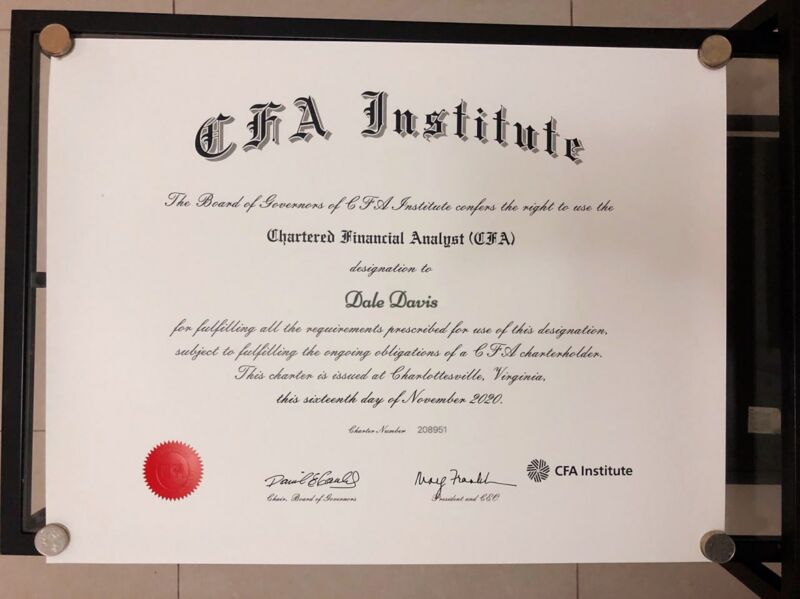 CFA Institute
The Board of Governors of CFA Institute confers the right to use the
Chartered Financial Analyst (CFA)
designation to
Dale Davis
for fulfilling all the requirements prescribed for use of this designation,
subject to fulfilling the ongoing obligations of a CFA charterholder.
This charter is issued at Charlottesville, Virginia,
this sixteenth day of November 2020.
Charter Number 208951
CFA Institute
Chair, Board of Governors
President and CEO